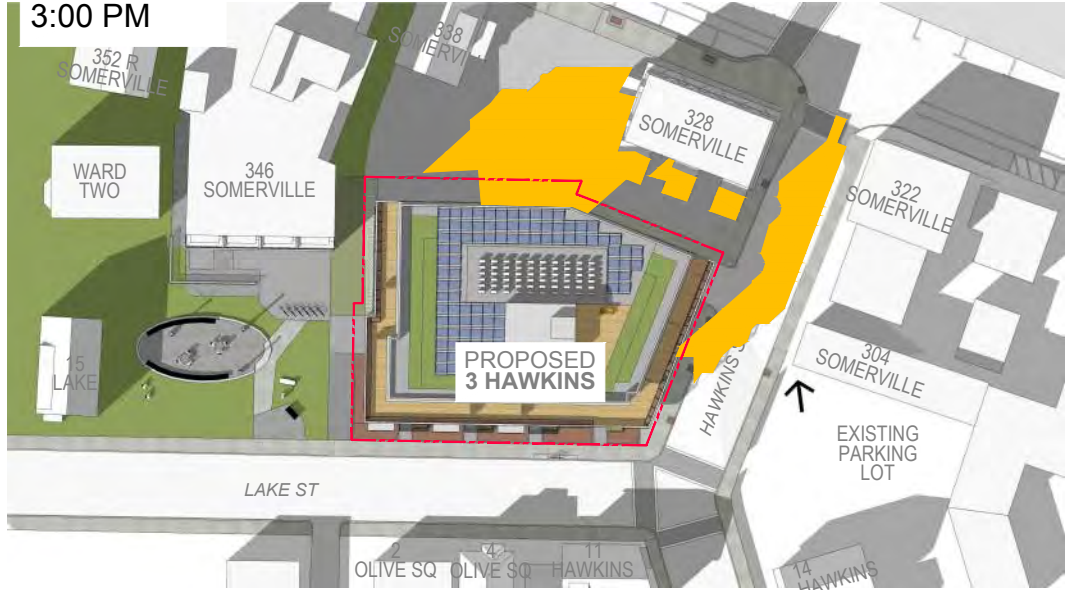 3:00 PM
352 R
SOMERVILLE
338
SOMERVILLE
328
SOMERVILLE
WARD
TWO
346
SOMERVILLE
322
SOMERVILLE
15
LAKE
PROPOSED
3 HAWKINS
HAWKINS S
304
SOMERVILLE
EXISTING
PARKING
LOT
LAKE ST
2
OLIVE SQ
4
OLIVE SQ
11
HAWKINS
14
HAWKINS